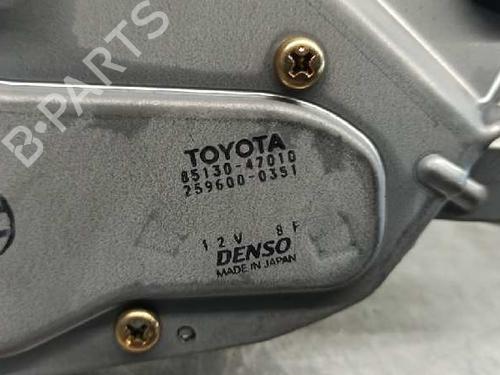 B-PARTS
TOYOTA
85130-47010
259600-0351
12V 8F
DENSO
MADE IN JAPAN